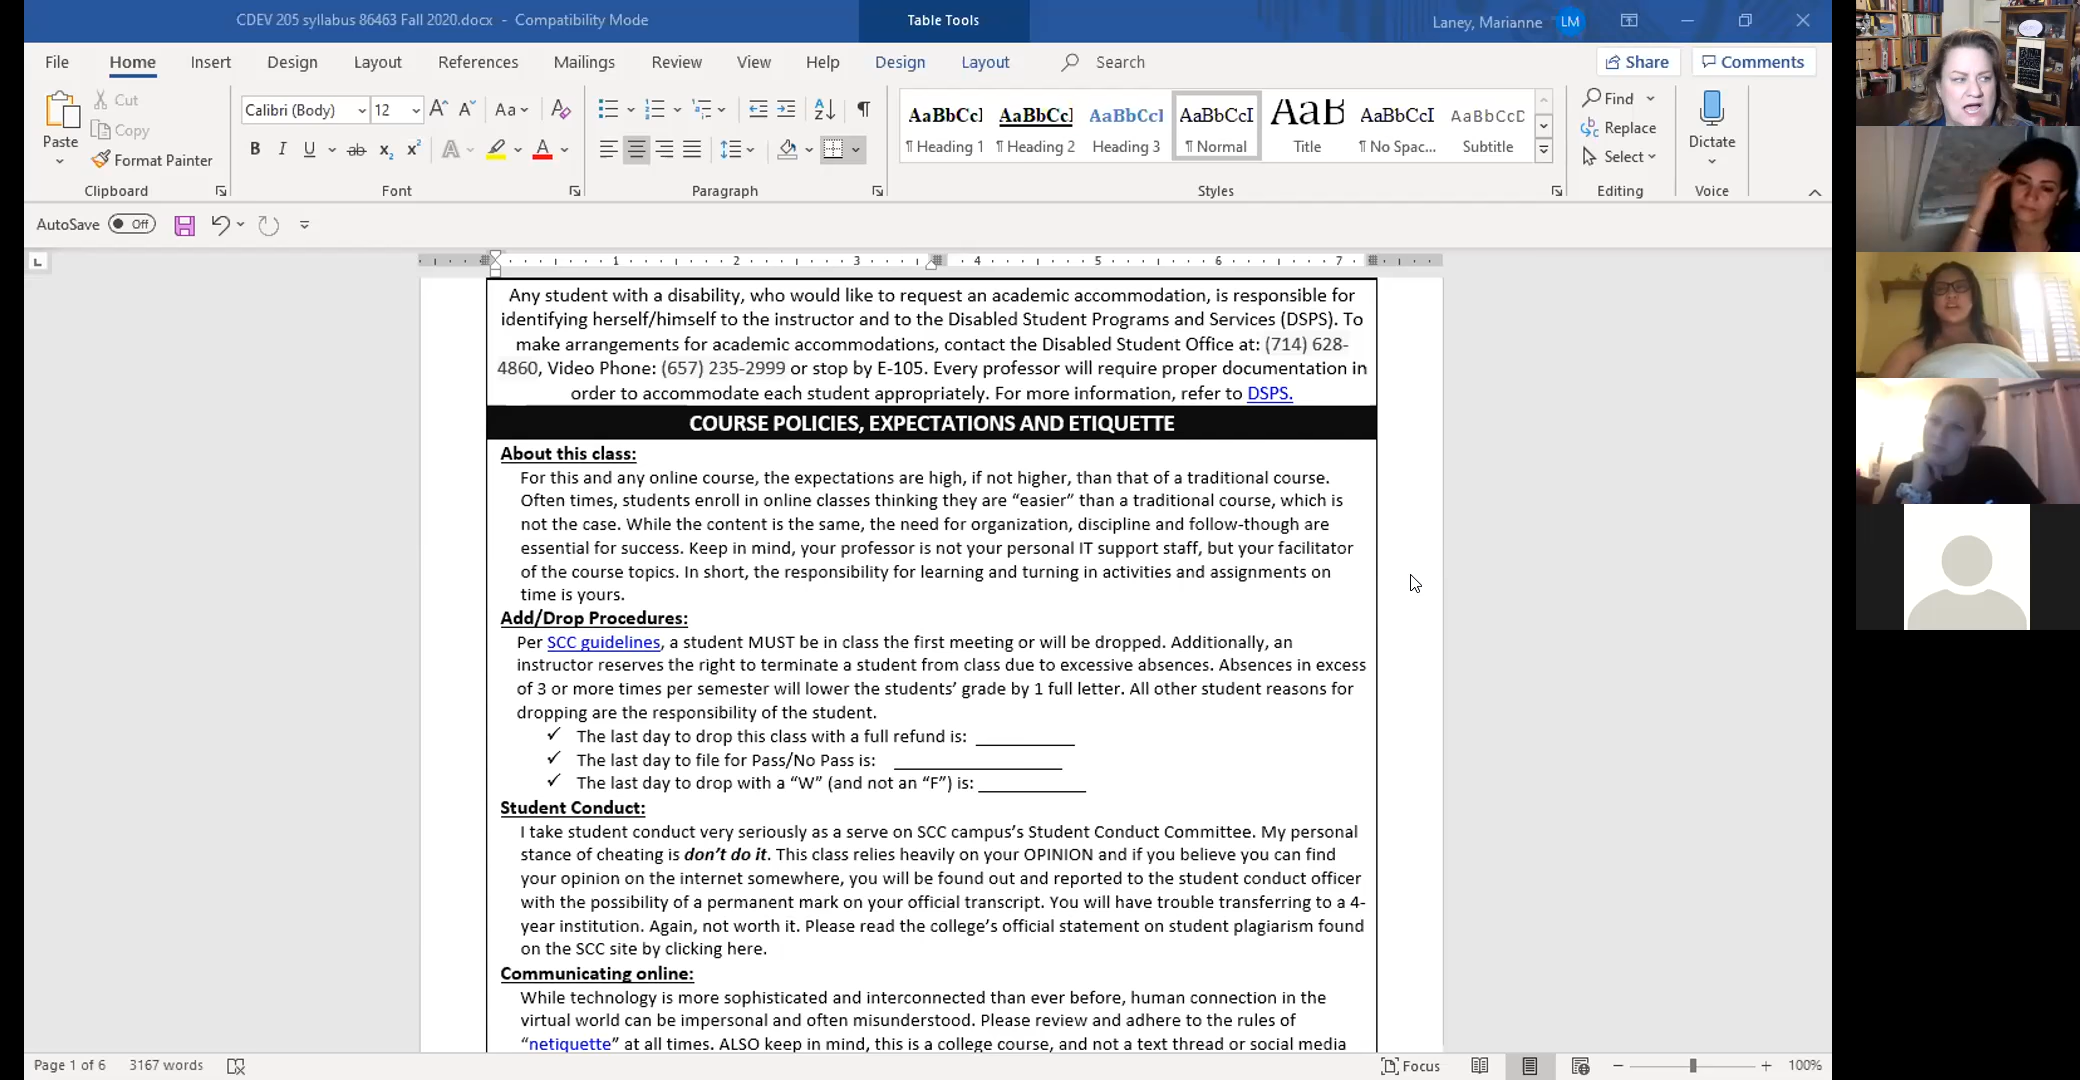 CDEV 205 syllabus 86463 Fall 2020.docx - Compatibility Mode
Table Tools
Laney, Marianne
LM
File Home Insert Design Layout References Mailings Review View Help Design Layout Search
Share
Comments
Paste
Cut
Copy
Format Painter
Clipboard
Calibri (Body) 12
Font
Paragraph
AaBbCcI AaBbCcI AaBbCcI AaBbCcI AaB AaBbCcI AaBbCcD
¶ Heading 1 ¶ Heading 2 Heading 3 ¶ Normal Title ¶ No Spac... Subtitle
Styles
Find
Replace
Select
Editing
Dictate
Voice
AutoSave Off
1 2 3 4 5 6 7
Any student with a disability, who would like to request an academic accommodation, is responsible for
identifying herself/himself to the instructor and to the Disabled Student Programs and Services (DSPS). To
make arrangements for academic accommodations, contact the Disabled Student Office at: (714) 628-
4860, Video Phone: (657) 235-2999 or stop by E-105. Every professor will require proper documentation in
order to accommodate each student appropriately. For more information, refer to DSPS.
COURSE POLICIES, EXPECTATIONS AND ETIQUETTE
About this class:
For this and any online course, the expectations are high, if not higher, than that of a traditional course.
Often times, students enroll in online classes thinking they are “easier” than a traditional course, which is
not the case. While the content is the same, the need for organization, discipline and follow-though are
essential for success. Keep in mind, your professor is not your personal IT support staff, but your facilitator
of the course topics. In short, the responsibility for learning and turning in activities and assignments on
time is yours.
Add/Drop Procedures:
Per SCC guidelines, a student MUST be in class the first meeting or will be dropped. Additionally, an
instructor reserves the right to terminate a student from class due to excessive absences. Absences in excess
of 3 or more times per semester will lower the students’ grade by 1 full letter. All other student reasons for
dropping are the responsibility of the student.
✓ The last day to drop this class with a full refund is: __________
✓ The last day to file for Pass/No Pass is: _________________
✓ The last day to drop with a “W” (and not an “F”) is: ___________
Student Conduct:
I take student conduct very seriously as a serve on SCC campus’s Student Conduct Committee. My personal
stance of cheating is don’t do it. This class relies heavily on your OPINION and if you believe you can find
your opinion on the internet somewhere, you will be found out and reported to the student conduct officer
with the possibility of a permanent mark on your official transcript. You will have trouble transferring to a 4-
year institution. Again, not worth it. Please read the college’s official statement on student plagiarism found
on the SCC site by clicking here.
Communicating online:
While technology is more sophisticated and interconnected than ever before, human connection in the
virtual world can be impersonal and often misunderstood. Please review and adhere to the rules of
“netiquette” at all times. ALSO keep in mind, this is a college course, and not a text thread or social media
Page 1 of 6 3167 words
Focus
100%